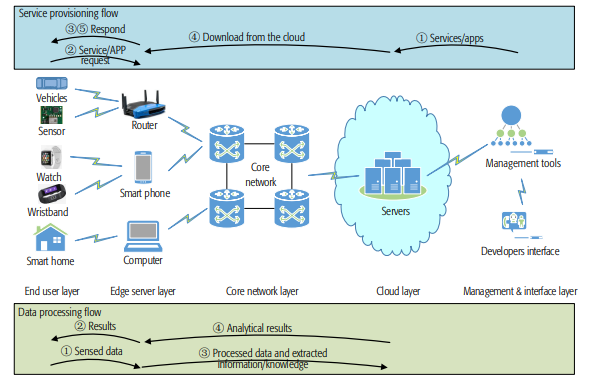 Service provisioning flow
③⑤ Respond
④ Download from the cloud
① Services/apps
② Service/APP
request
Vehicles
Sensor
Router
Watch
Wristband
Smart phone
Core
network
Servers
Management tools
Smart home
Computer
Developers interface
End user layer
Edge server layer
Core network layer
Cloud layer
Management & interface layer
Data processing flow
② Results
④ Analytical results
① Sensed data
③ Processed data and extracted
information/knowledge